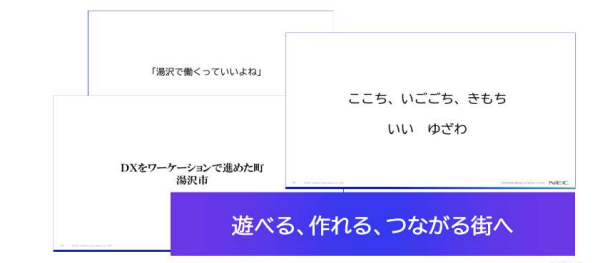 「湯沢で働くっていいよね」
ここち、いごごち、きもち
いい　ゆざわ
DXをワーケーションで進めた町
湯沢市
NEC
遊べる、作れる、つながる街へ